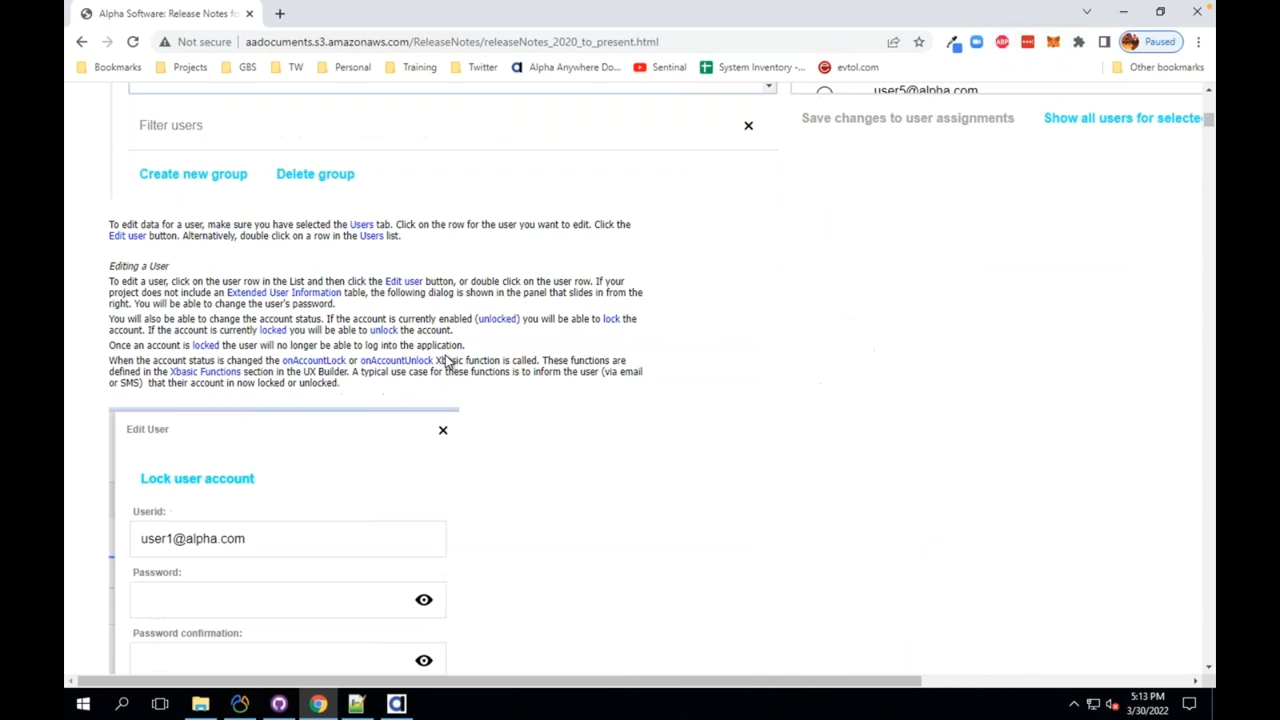 Alpha Software: Release Notes fo
Not secure
aadocuments.s3.amazonaws.com/ReleaseNotes/releaseNotes_2020_to_present.html
ABP
Paused
Bookmarks
Projects
GBS
TW
Personal
Training
Twitter
Alpha Anywhere Do...
Sentinal
System Inventory -...
evtol.com
Other bookmarks
user5@alpha.com
Filter users
Save changes to user assignments
Show all users for selecte
Create new group
Delete group
To edit data for a user, make sure you have selected the Users tab. Click on the row for the user you want to edit. Click the
Edit user button. Alternatively, double click on a row in the Users list.
Editing a User
To edit a user, click on the user row in the List and then click the Edit user button, or double click on the user row. If your
project does not include an Extended User Information table, the following dialog is shown in the panel that slides in from the
right. You will be able to change the user's password.
You will also be able to change the account status. If the account is currently enabled (unlocked) you will be able to lock the
account. If the account is currently locked you will be able to unlock the account.
Once an account is locked the user will no longer be able to log into the application.
When the account status is changed the onAccountLock or onAccountUnlock Xbasic function is called. These functions are
defined in the Xbasic Functions section in the UX Builder. A typical use case for these functions is to inform the user (via email
or SMS) that their account in now locked or unlocked.
Edit User
Lock user account
Userid:
user1@alpha.com
Password:
Password confirmation:
5:13 PM
3/30/2022